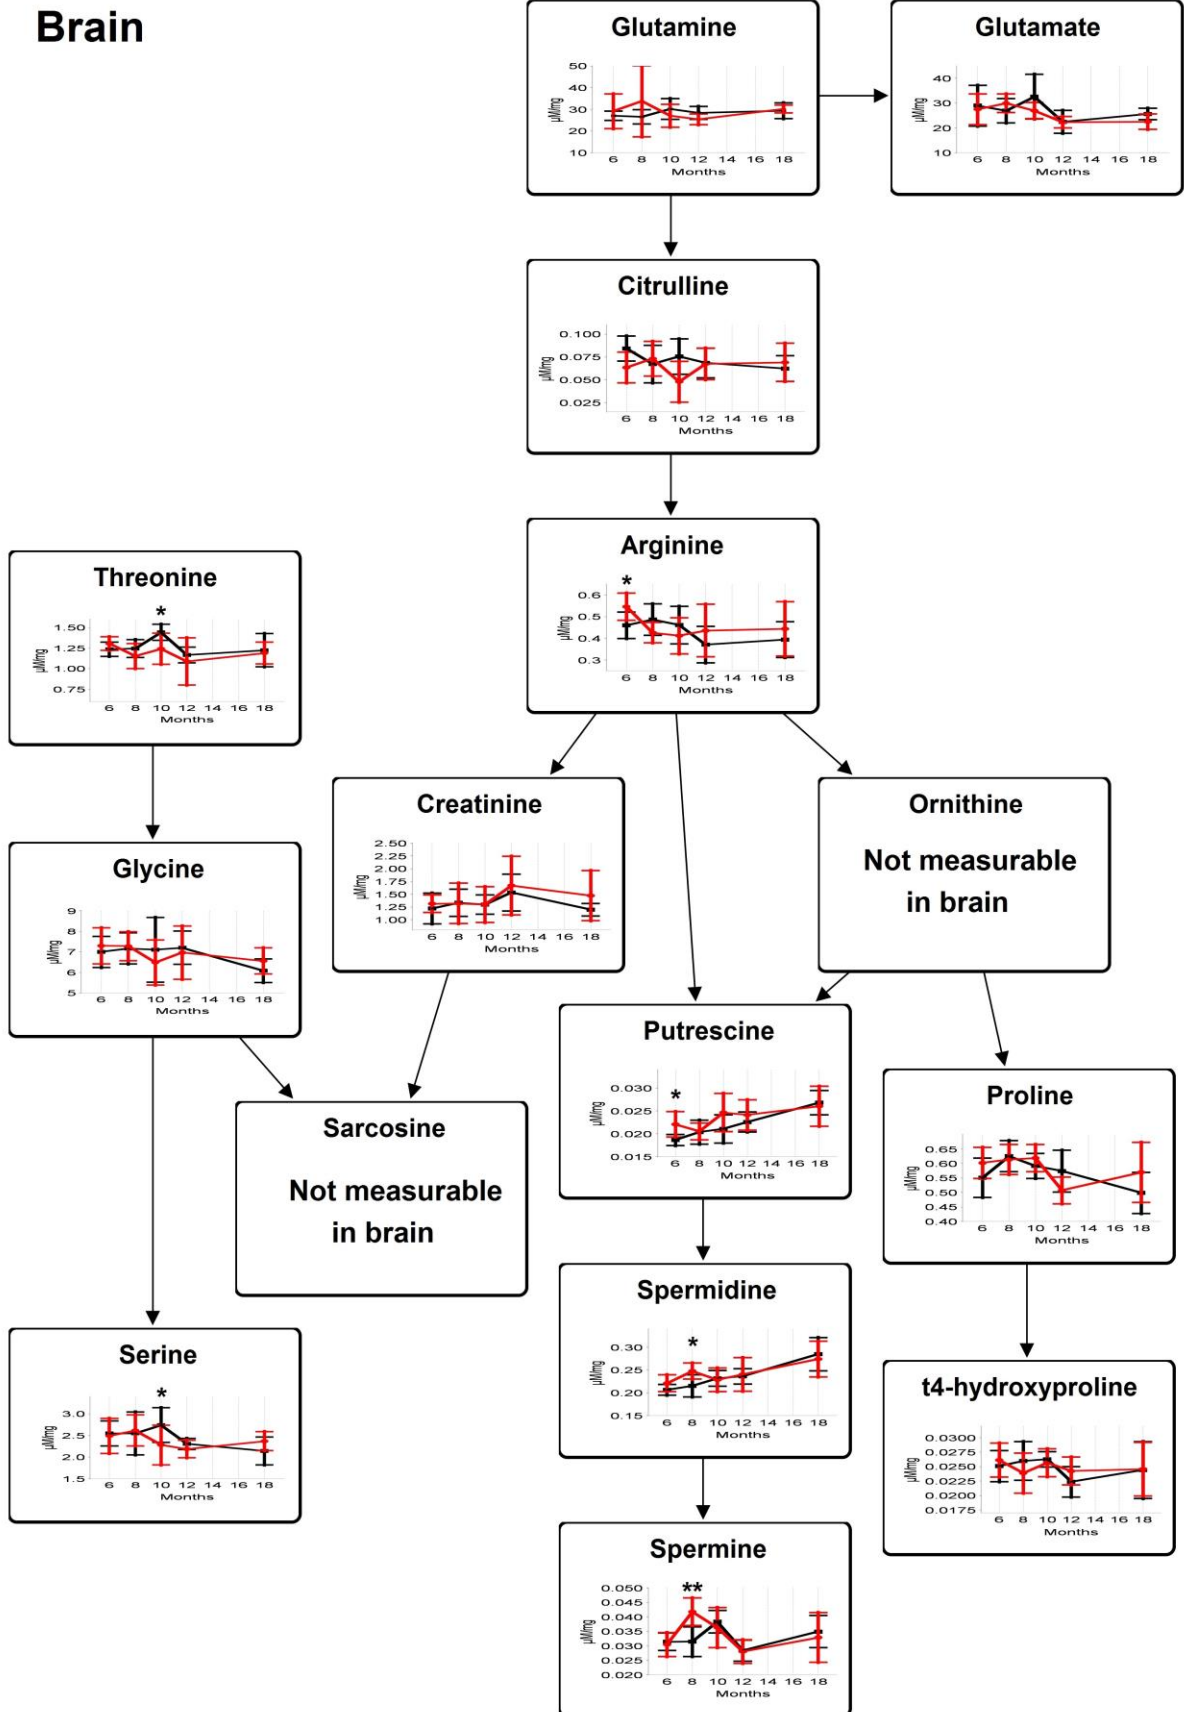 Brain
Glutamine
50
40
30
20
10
µM/mg
6 8 10 12 14 16 18
Months
Glutamate
40
30
20
10
µM/mg
6 8 10 12 14 16 18
Months
Citrulline
0.100
0.075
0.050
0.025
µM/mg
6 8 10 12 14 16 18
Months
Arginine
*
0.6
0.5
0.4
0.3
µM/mg
6 8 10 12 14 16 18
Months
Threonine
*
1.50
1.25
1.00
0.75
µM/mg
6 8 10 12 14 16 18
Months
Creatinine
2.50
2.25
2.00
1.75
1.50
1.25
1.00
µM/mg
6 8 10 12 14 16 18
Months
Ornithine
Not measurable
in brain
Glycine
9
8
7
6
5
µM/mg
6 8 10 12 14 16 18
Months
Putrescine
*
0.030
0.025
0.020
0.015
µM/mg
6 8 10 12 14 16 18
Months
Proline
0.65
0.60
0.55
0.50
0.45
0.40
µM/mg
6 8 10 12 14 16 18
Months
Sarcosine
Not measurable
in brain
Spermidine
*
0.30
0.25
0.20
0.15
µM/mg
6 8 10 12 14 16 18
Months
Serine
*
3.0
2.5
2.0
1.5
µM/mg
6 8 10 12 14 16 18
Months
t4-hydroxyproline
0.0300
0.0275
0.0250
0.0225
0.0200
0.0175
µM/mg
6 8 10 12 14 16 18
Months
Spermine
**
0.050
0.045
0.040
0.035
0.030
0.025
0.020
µM/mg
6 8 10 12 14 16 18
Months